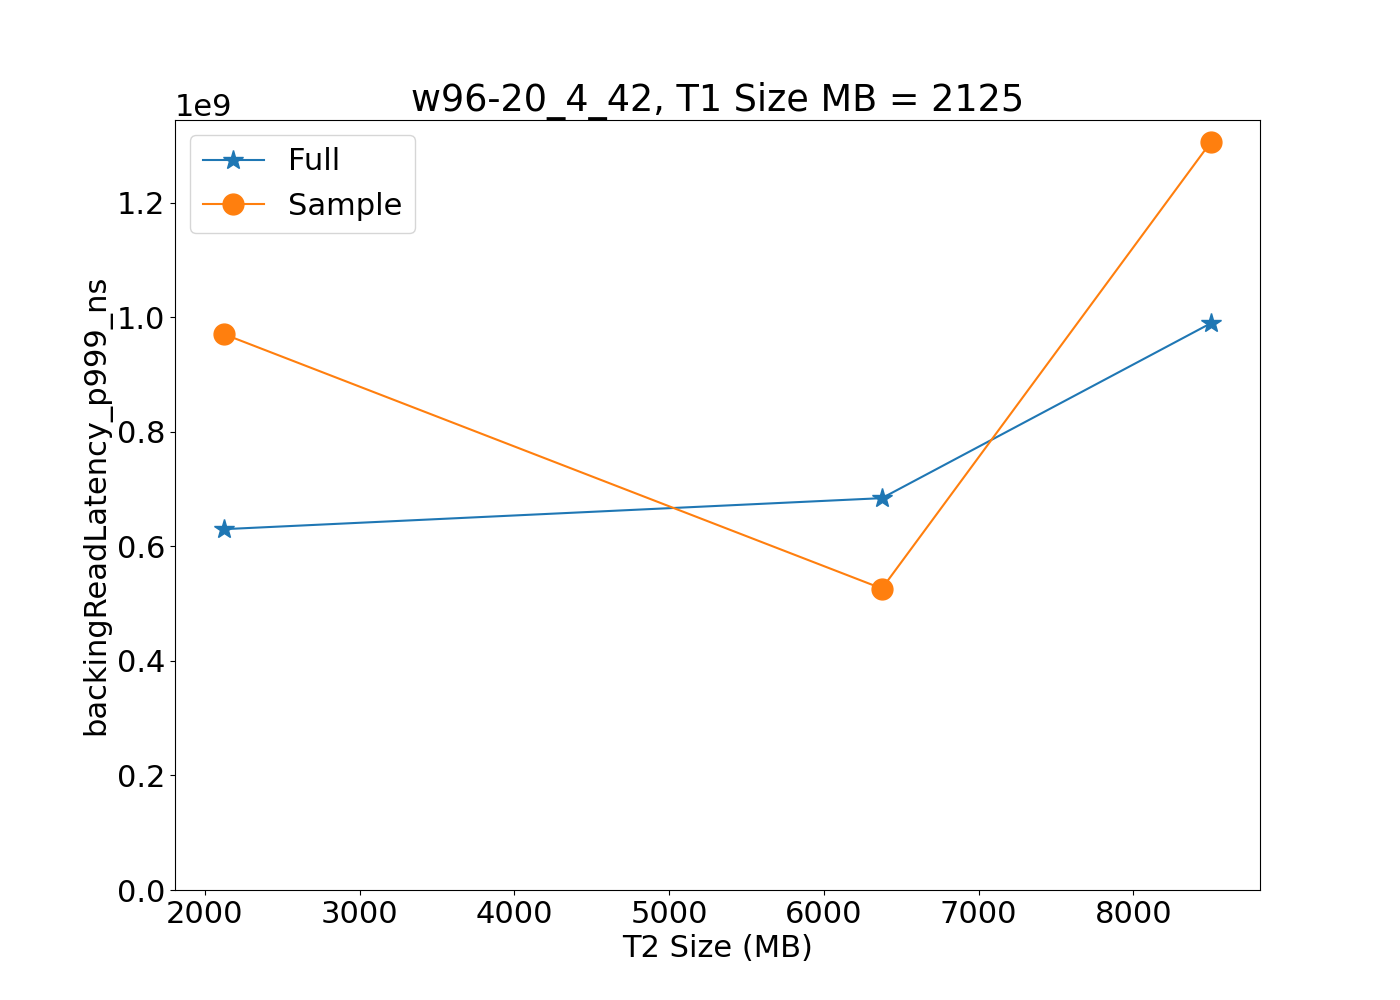 w96-20_4_42, T1 Size MB = 2125
1e9
Full
Sample
1.2
1.0
0.8
0.6
0.4
0.2
0.0
backingReadLatency_p999_ns
2000 3000 4000 5000 6000 7000 8000
T2 Size (MB)